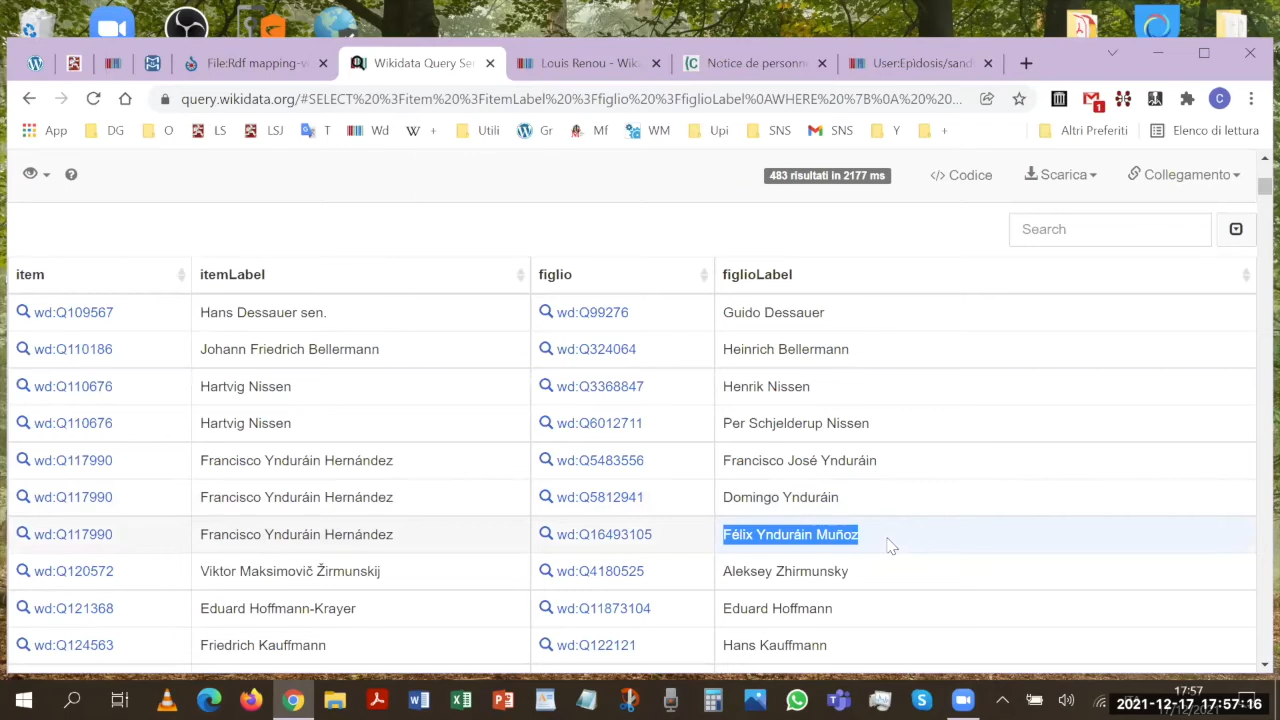 File:Rdf mapping-v
Wikidata Query Se
Louis Renou - Wiki
Notice de personn
User:Epìdosis/sand
query.wikidata.org/#SELECT%20%3Fitem%20%3FitemLabel%20%3Ffiglio%20%3FfiglioLabel%20%0AWHERE%20%7B%0A%20%20...
App DG O LS LSJ T Wd + Utili Gr Mf WM Upi SNS SNS Y + Altri Preferiti Elenco di lettura
483 risultati in 2177 ms </> Codice Scarica Collegamento
Search
item itemLabel figlio figlioLabel
wd:Q109567 Hans Dessauer sen. wd:Q99276 Guido Dessauer
wd:Q110186 Johann Friedrich Bellermann wd:Q324064 Heinrich Bellermann
wd:Q110676 Hartvig Nissen wd:Q3368847 Henrik Nissen
wd:Q110676 Hartvig Nissen wd:Q6012711 Per Schjelderup Nissen
wd:Q117990 Francisco Ynduráin Hernández wd:Q5483556 Francisco José Ynduráin
wd:Q117990 Francisco Ynduráin Hernández wd:Q5812941 Domingo Ynduráin
wd:Q117990 Francisco Ynduráin Hernández wd:Q16493105 Félix Ynduráin Muñoz
wd:Q120572 Viktor Maksimovič Žirmunskij wd:Q4180525 Aleksey Zhirmunsky
wd:Q121368 Eduard Hoffmann-Krayer wd:Q11873104 Eduard Hoffmann
wd:Q124563 Friedrich Kauffmann wd:Q122121 Hans Kauffmann
17:57
2021-12-17 17:57:16